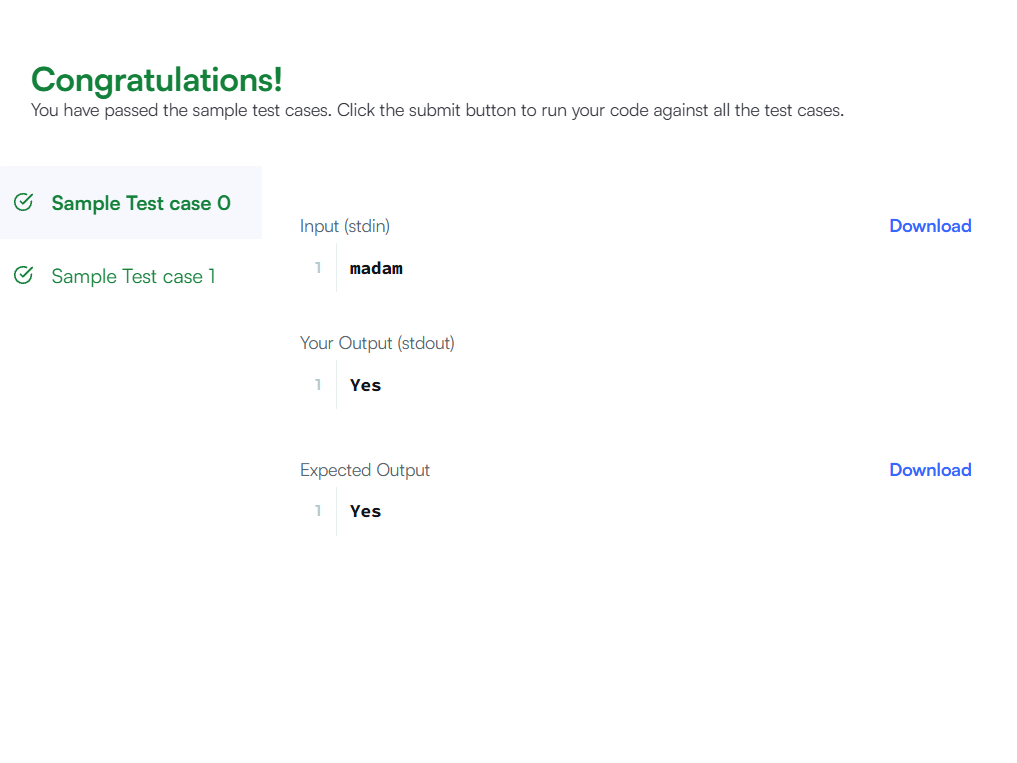 Congratulations!
You have passed the sample test cases. Click the submit button to run your code against all the test cases.
Sample Test case 0
Sample Test case 1
Input (stdin)
Download
1
madam
Your Output (stdout)
1
Yes
Expected Output
Download
1
Yes